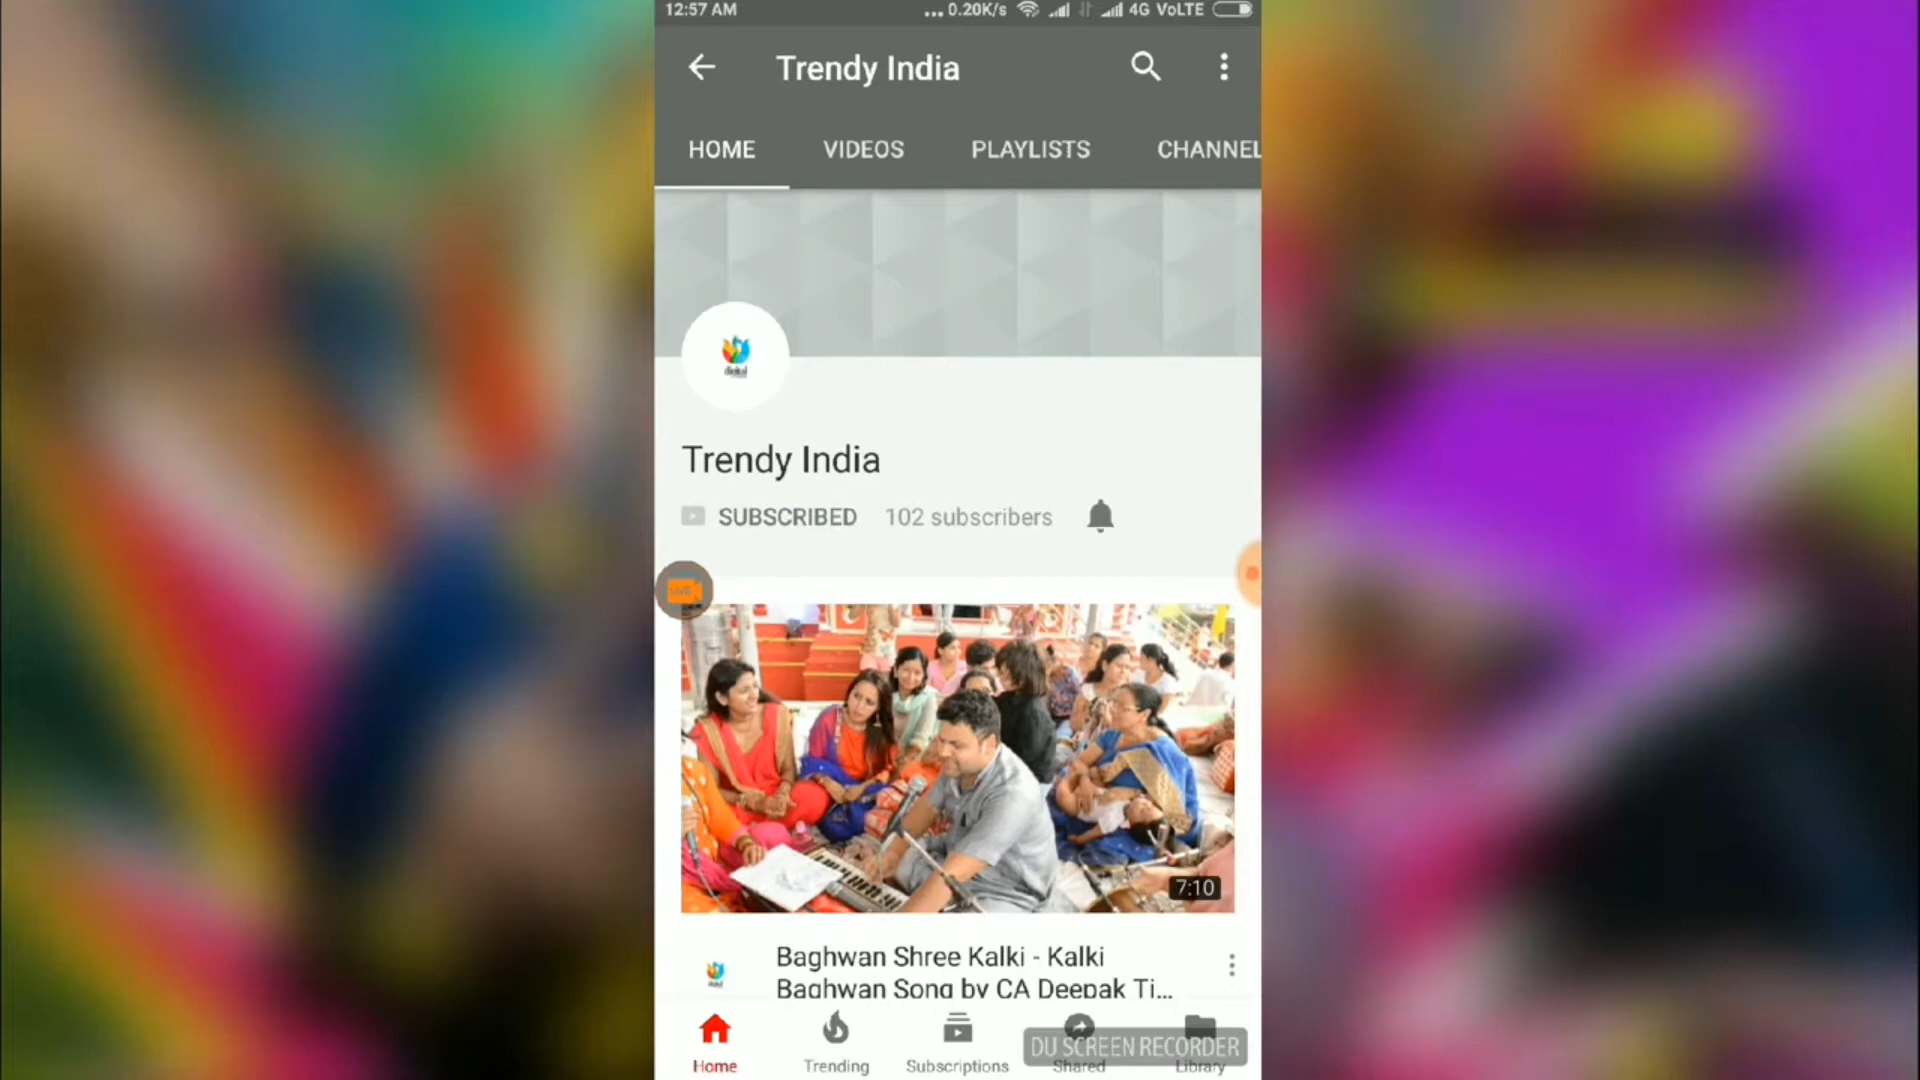 12:57 AM
... 0.20K/s 4G VoLTE
Trendy India
HOME VIDEOS PLAYLISTS CHANNEL
Trendy India
SUBSCRIBED 102 subscribers
7:10
Baghwan Shree Kalki - Kalki
Baghwan Song by CA Deepak Ti...
DU SCREEN RECORDER
Home Trending Subscriptions Shared Library